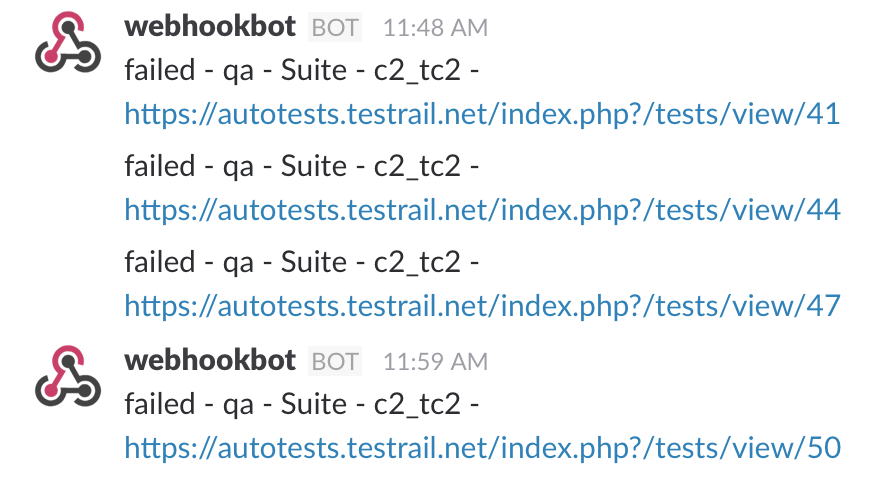 webhookbot BOT 11:48 AM
failed - qa - Suite - c2_tc2 -
https://autotests.testrail.net/index.php?/tests/view/41
failed - qa - Suite - c2_tc2 -
https://autotests.testrail.net/index.php?/tests/view/44
failed - qa - Suite - c2_tc2 -
https://autotests.testrail.net/index.php?/tests/view/47
webhookbot BOT 11:59 AM
failed - qa - Suite - c2_tc2 -
https://autotests.testrail.net/index.php?/tests/view/50